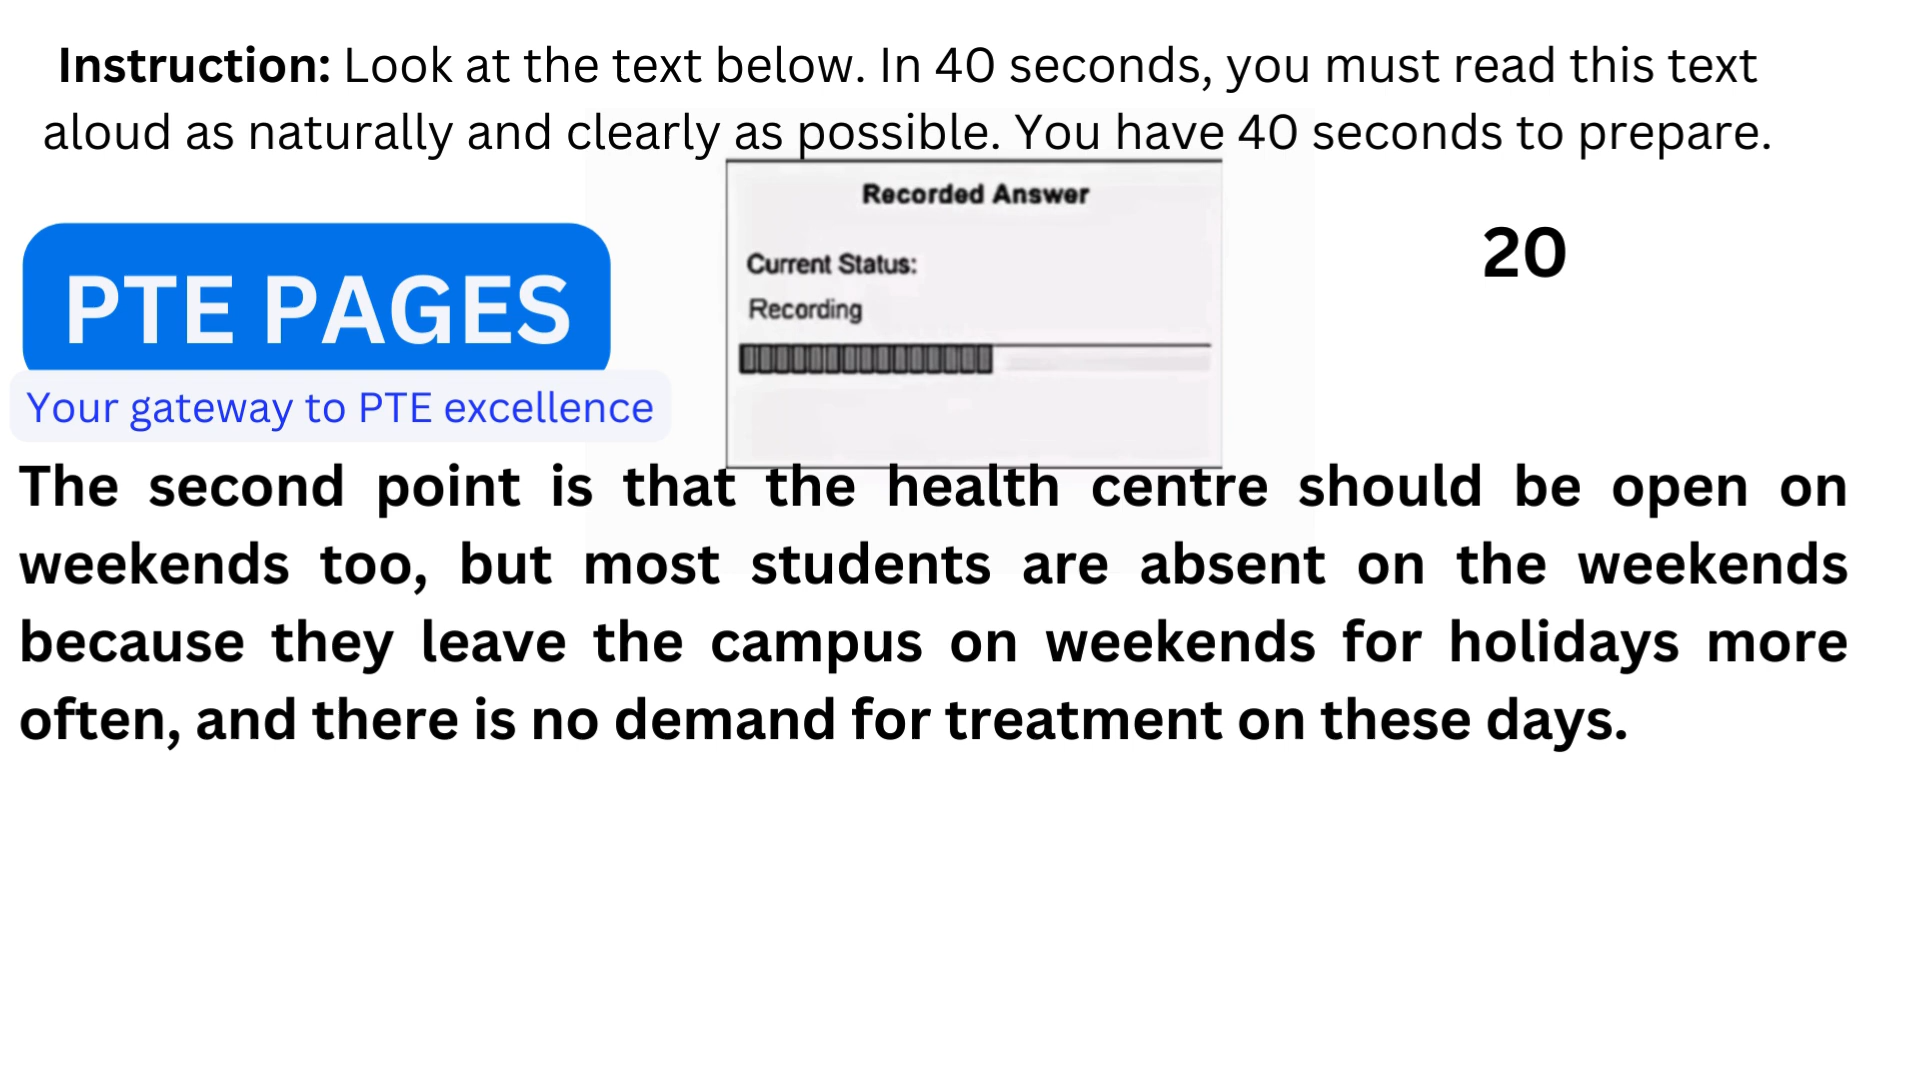 Instruction: Look at the text below. In 40 seconds, you must read this text
aloud as naturally and clearly as possible. You have 40 seconds to prepare.
Recorded Answer
Current Status:
Recording
20
PTE PAGES
Your gateway to PTE excellence
The second point is that the health centre should be open on
weekends too, but most students are absent on the weekends
because they leave the campus on weekends for holidays more
often, and there is no demand for treatment on these days.